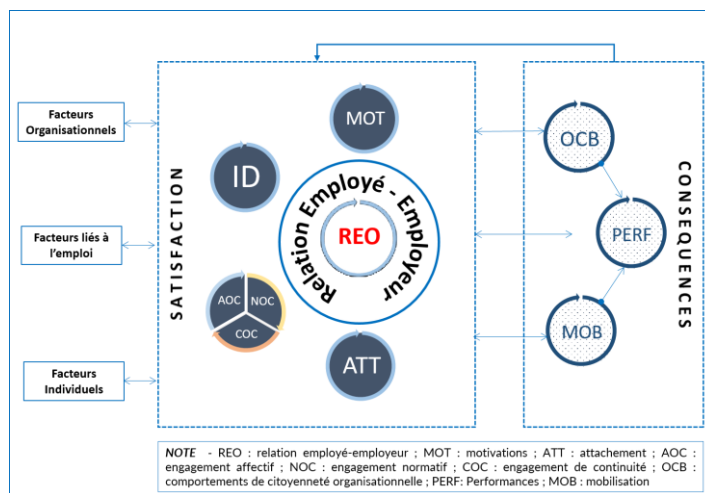 Facteurs
Organisationnels
Facteurs liés à
l'emploi
Facteurs
Individuels
SATISFACTION
MOT
ID
Relation Employé - Employeur
REO
AOC
NOC
COC
ATT
OCB
PERF
MOB
CONSEQUENCES
NOTE - REO : relation employé-employeur ; MOT : motivations ; ATT : attachement ; AOC :
engagement affectif ; NOC : engagement normatif ; COC : engagement de continuité ; OCB :
comportements de citoyenneté organisationnelle ; PERF: Performances ; MOB : mobilisation